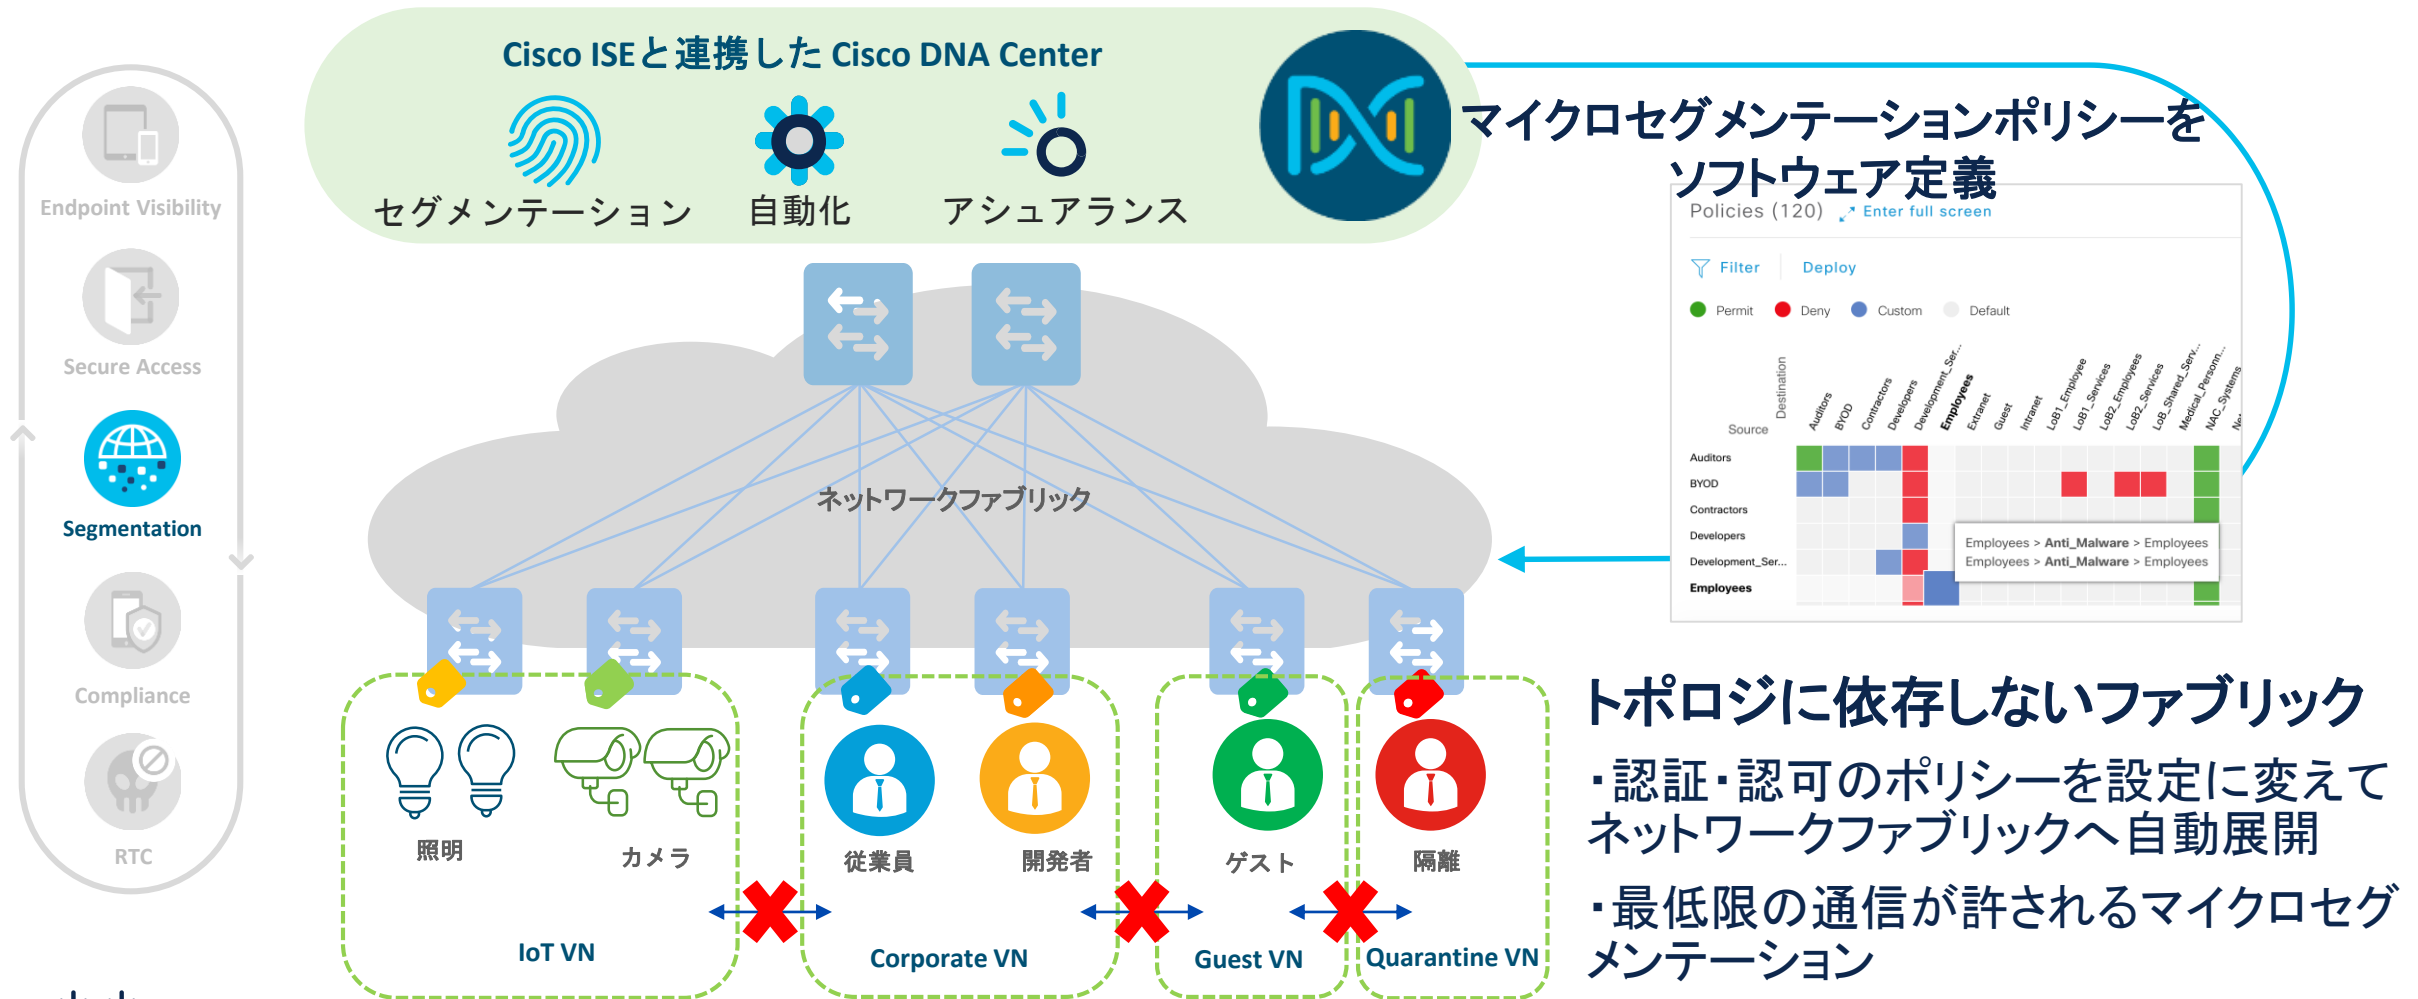 Cisco ISEと連携した Cisco DNA Center
セグメンテーション
自動化
アシュアランス
マイクロセグメンテーションポリシーを
ソフトウェア定義
Endpoint Visibility
Secure Access
Segmentation
Compliance
RTC
Policies (120)
Enter full screen
Filter
Deploy
Permit
Deny
Custom
Default
Destination
Source
Auditors
BYOD
Contractors
Developers
Development_Ser...
Employees
Extranet
Guest
Intranet
LoB1_Employee
LoB1_Services
LoB2_Employees
LoB2_Services
LoB_Shared_Serv...
Medical_Personn...
NAC_Systems
Auditors
BYOD
Contractors
Developers
Development_Ser...
Employees
Employees > Anti_Malware > Employees
Employees > Anti_Malware > Employees
ネットワークファブリック
照明
カメラ
従業員
開発者
ゲスト
隔離
IoT VN
Corporate VN
Guest VN
Quarantine VN
トポロジに依存しないファブリック
・認証・認可のポリシーを設定に変えて
ネットワークファブリックへ自動展開
・最低限の通信が許されるマイクロセグ
メンテーション